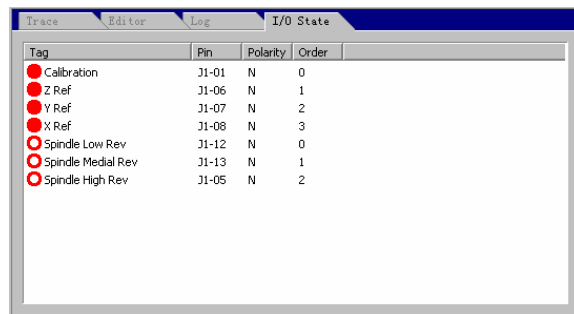 Trace Editor Log I/O State
Tag Pin Polarity Order
Calibration J1-01 N 0
Z Ref J1-06 N 1
Y Ref J1-07 N 2
X Ref J1-08 N 3
Spindle Low Rev J1-12 N 0
Spindle Medial Rev J1-13 N 1
Spindle High Rev J1-05 N 2